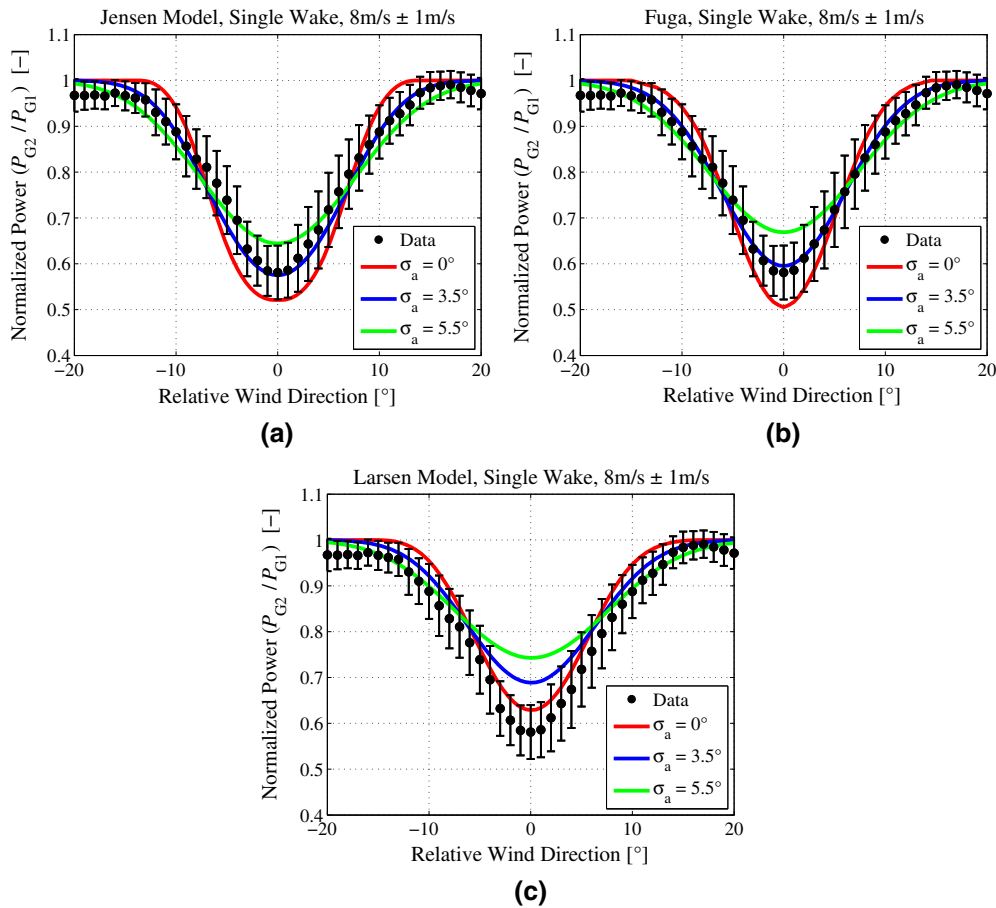 Jensen Model, Single Wake, 8m/s ± 1m/s
1.1
1
0.9
0.8
0.7
0.6
0.5
0.4
Normalized Power (P_G2 / P_G1) [−]
Data
σ_a = 0°
σ_a = 3.5°
σ_a = 5.5°
−20 −10 0 10 20
Relative Wind Direction [°]
(a)
Fuga, Single Wake, 8m/s ± 1m/s
1.1
1
0.9
0.8
0.7
0.6
0.5
0.4
Normalized Power (P_G2 / P_G1) [−]
Data
σ_a = 0°
σ_a = 3.5°
σ_a = 5.5°
−20 −10 0 10 20
Relative Wind Direction [°]
(b)
Larsen Model, Single Wake, 8m/s ± 1m/s
1.1
1
0.9
0.8
0.7
0.6
0.5
0.4
Normalized Power (P_G2 / P_G1) [−]
Data
σ_a = 0°
σ_a = 3.5°
σ_a = 5.5°
−20 −10 0 10 20
Relative Wind Direction [°]
(c)